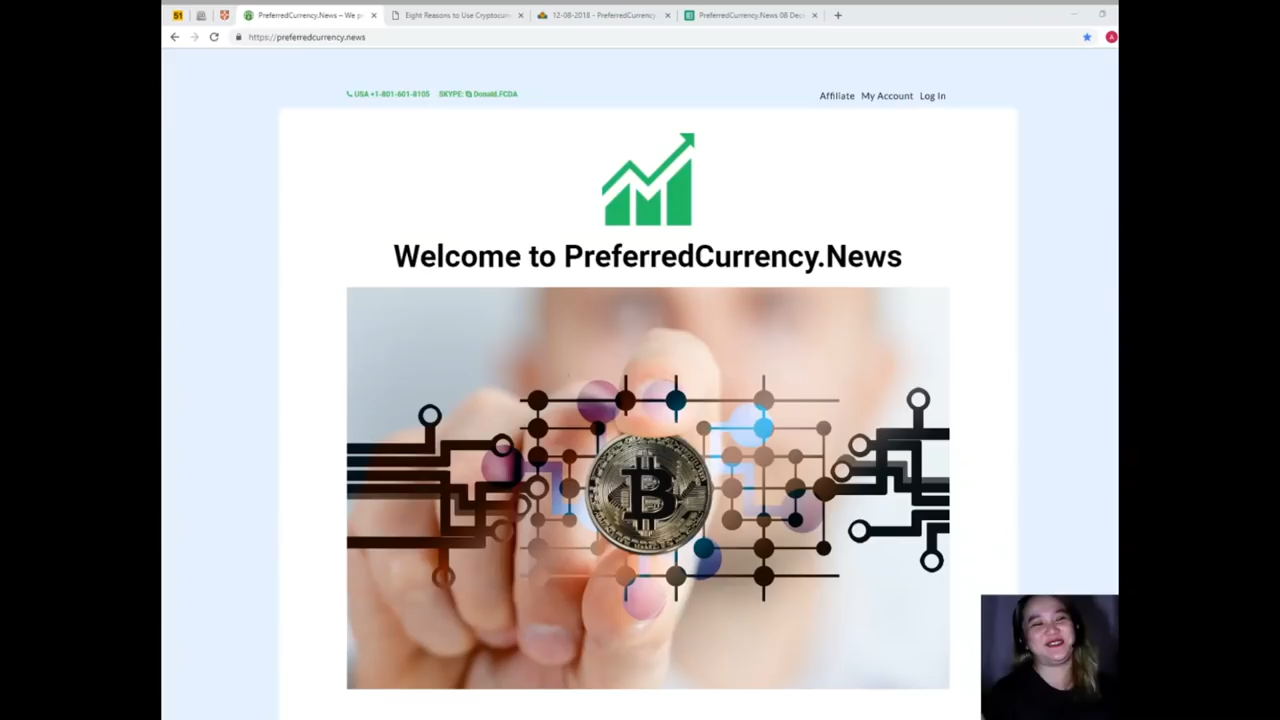 51
PreferredCurrency.News – We p
Eight Reasons to Use Cryptocurr
12-08-2018 - PreferredCurrency
PreferredCurrency.News 08 Dec
https://preferredcurrency.news
A
USA +1-801-601-8105 SKYPE: Donald.FCDA
Affiliate My Account Log In
Welcome to PreferredCurrency.News